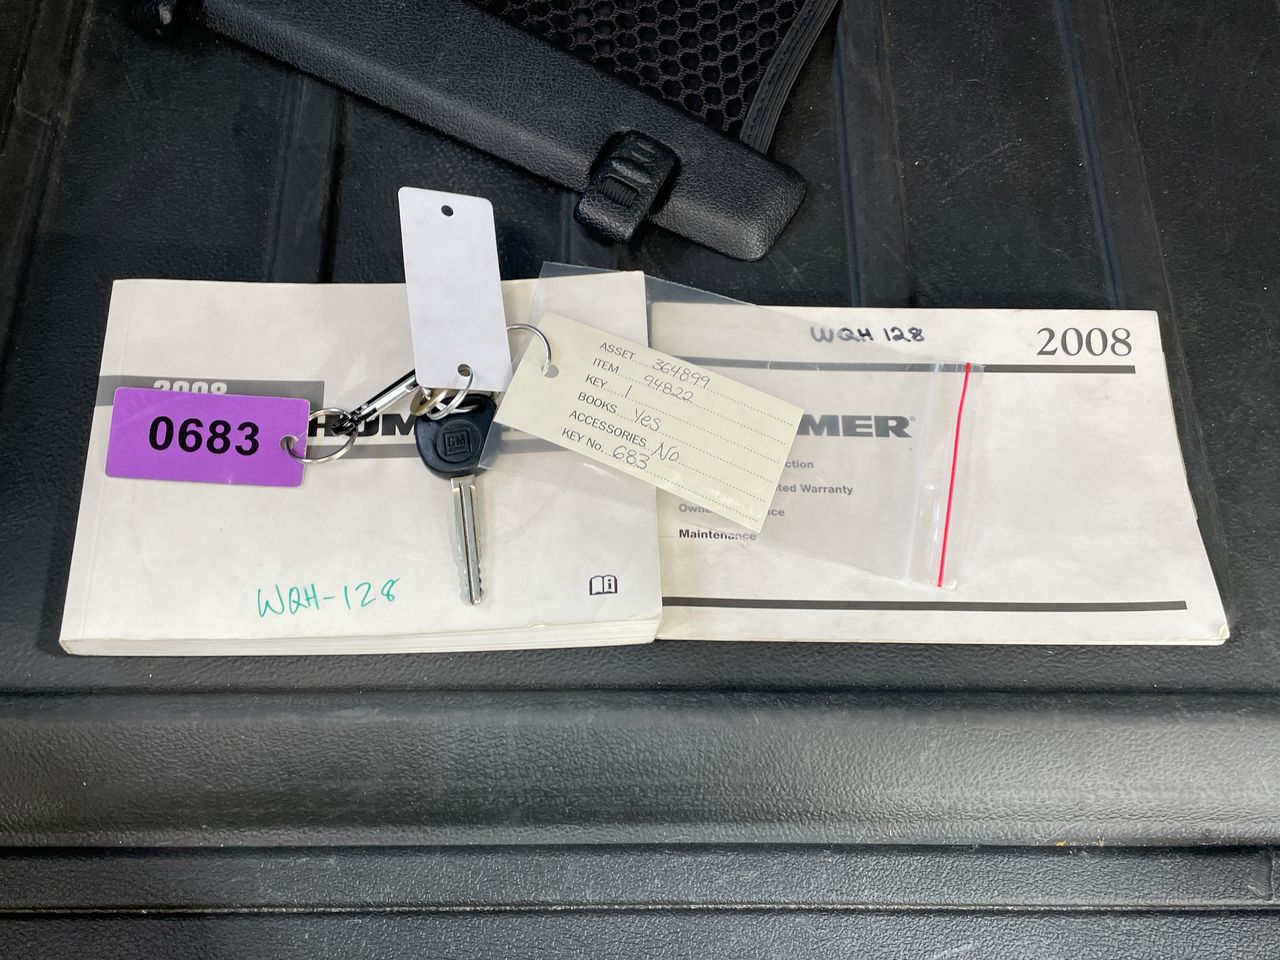 2008
0683
HUM
GM
WQH-128
ASSET 364899
ITEM 94822
KEY 1
BOOKS Yes
ACCESSORIES No
KEY No. 683
WQH 128
2008
MER®
ction
ted Warranty
Owne ce
Maintenance